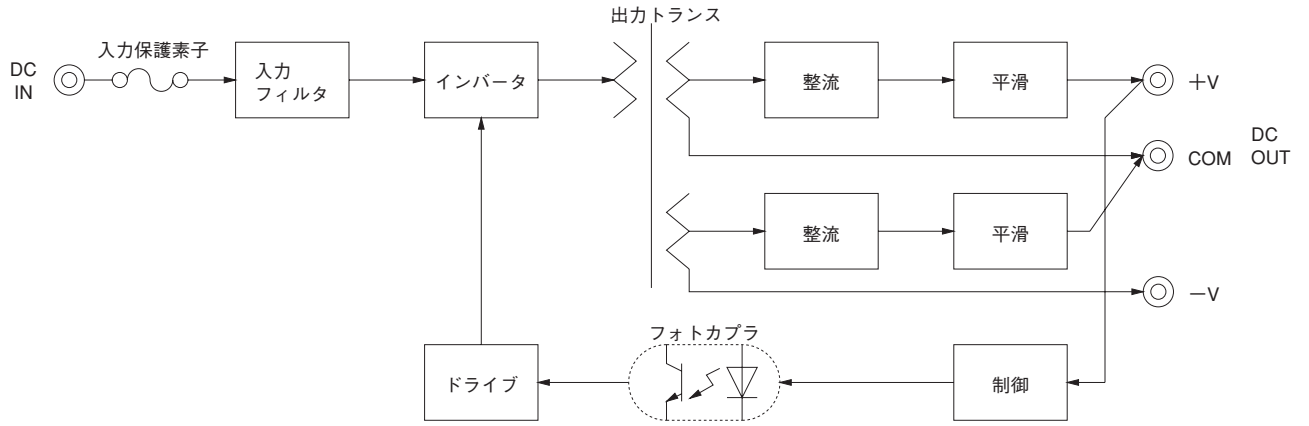 出力トランス
入力保護素子
DC
IN
入力
フィルタ
インバータ
整流
平滑
＋V
COM
DC
OUT
整流
平滑
－V
フォトカプラ
ドライブ
制御